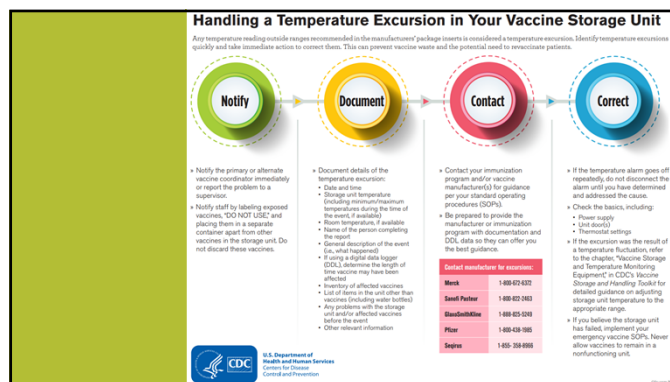 Handling a Temperature Excursion in Your Vaccine Storage Unit
Any temperature reading outside ranges recommended in the manufacturers' package inserts is considered a temperature excursion. Identify temperature excursions
quickly and take immediate action to correct them. This can prevent vaccine waste and the potential need to revaccinate patients.
Notify
Document
Contact
Correct
» Notify the primary or alternate
vaccine coordinator immediately
or report the problem to a
supervisor.
» Notify staff by labeling exposed
vaccines, "DO NOT USE," and
placing them in a separate
container apart from other
vaccines in the storage unit. Do
not discard these vaccines.
» Document details of the
temperature excursion:
• Date and time
• Storage unit temperature
(including minimum/maximum
temperatures during the time of
the event, if available)
• Room temperature, if available
• Name of the person completing
the report
• General description of the event
(i.e., what happened)
• If using a digital data logger
(DDL), determine the length of
time vaccine may have been
affected
• Inventory of affected vaccines
• List of items in the unit other than
vaccines (including water bottles)
• Any problems with the storage
unit and/or affected vaccines
before the event
• Other relevant information
» Contact your immunization
program and/or vaccine
manufacturer(s) for guidance
per your standard operating
procedures (SOPs).
» Be prepared to provide the
manufacturer or immunization
program with documentation and
DDL data so they can offer you
the best guidance.
Contact manufacturer for excursions:
Merck 1-800-672-6372
Sanofi Pasteur 1-800-822-2463
GlaxoSmithKline 1-888-825-5249
Pfizer 1-800-438-1985
Seqirus 1-855-358-8966
» If the temperature alarm goes off
repeatedly, do not disconnect the
alarm until you have determined
and addressed the cause.
» Check the basics, including:
• Power supply
• Unit door(s)
• Thermostat settings
» If the excursion was the result of
a temperature fluctuation, refer
to the chapter, "Vaccine Storage
and Temperature Monitoring
Equipment," in CDC's Vaccine
Storage and Handling Toolkit for
detailed guidance on adjusting
storage unit temperature to the
appropriate range.
» If you believe the storage unit
has failed, implement your
emergency vaccine SOPs. Never
allow vaccines to remain in a
nonfunctioning unit.
CDC
U.S. Department of
Health and Human Services
Centers for Disease
Control and Prevention